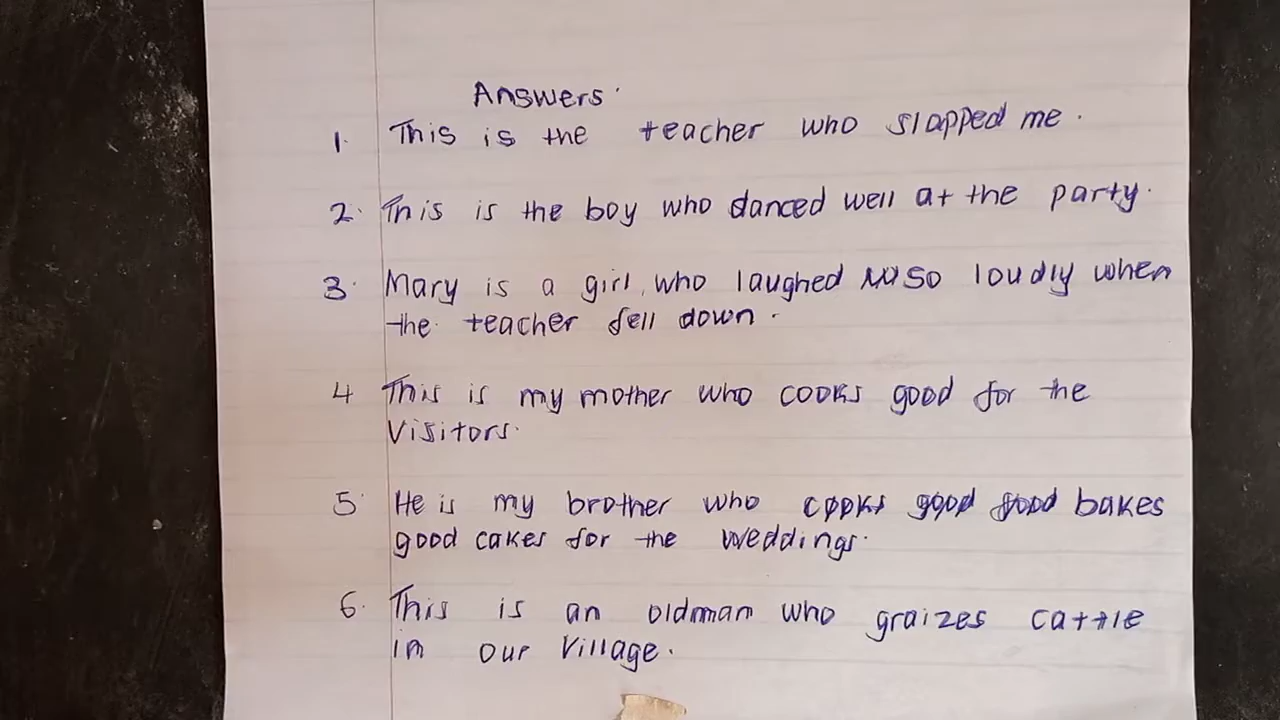 Answers.
1. This is the teacher who slapped me.
2. This is the boy who danced well at the party.
3. Mary is a girl, who laughed so loudly when
the teacher fell down.
4 This is my mother who cooks good for the
Visitors.
5. He is my brother who cooks good food bakes
good cakes for the weddings.
6. This is an oldman who graizes cattle
in our Village.